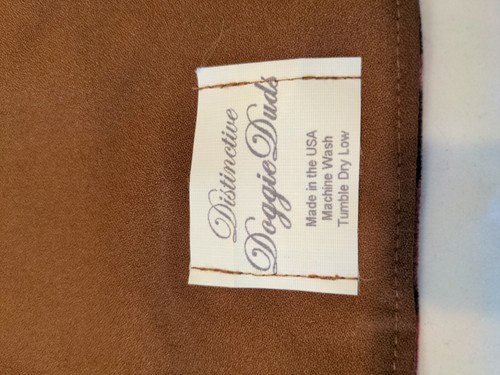 Distinctive
Doggie Duds
Made in the USA
Machine Wash
Tumble Dry Low